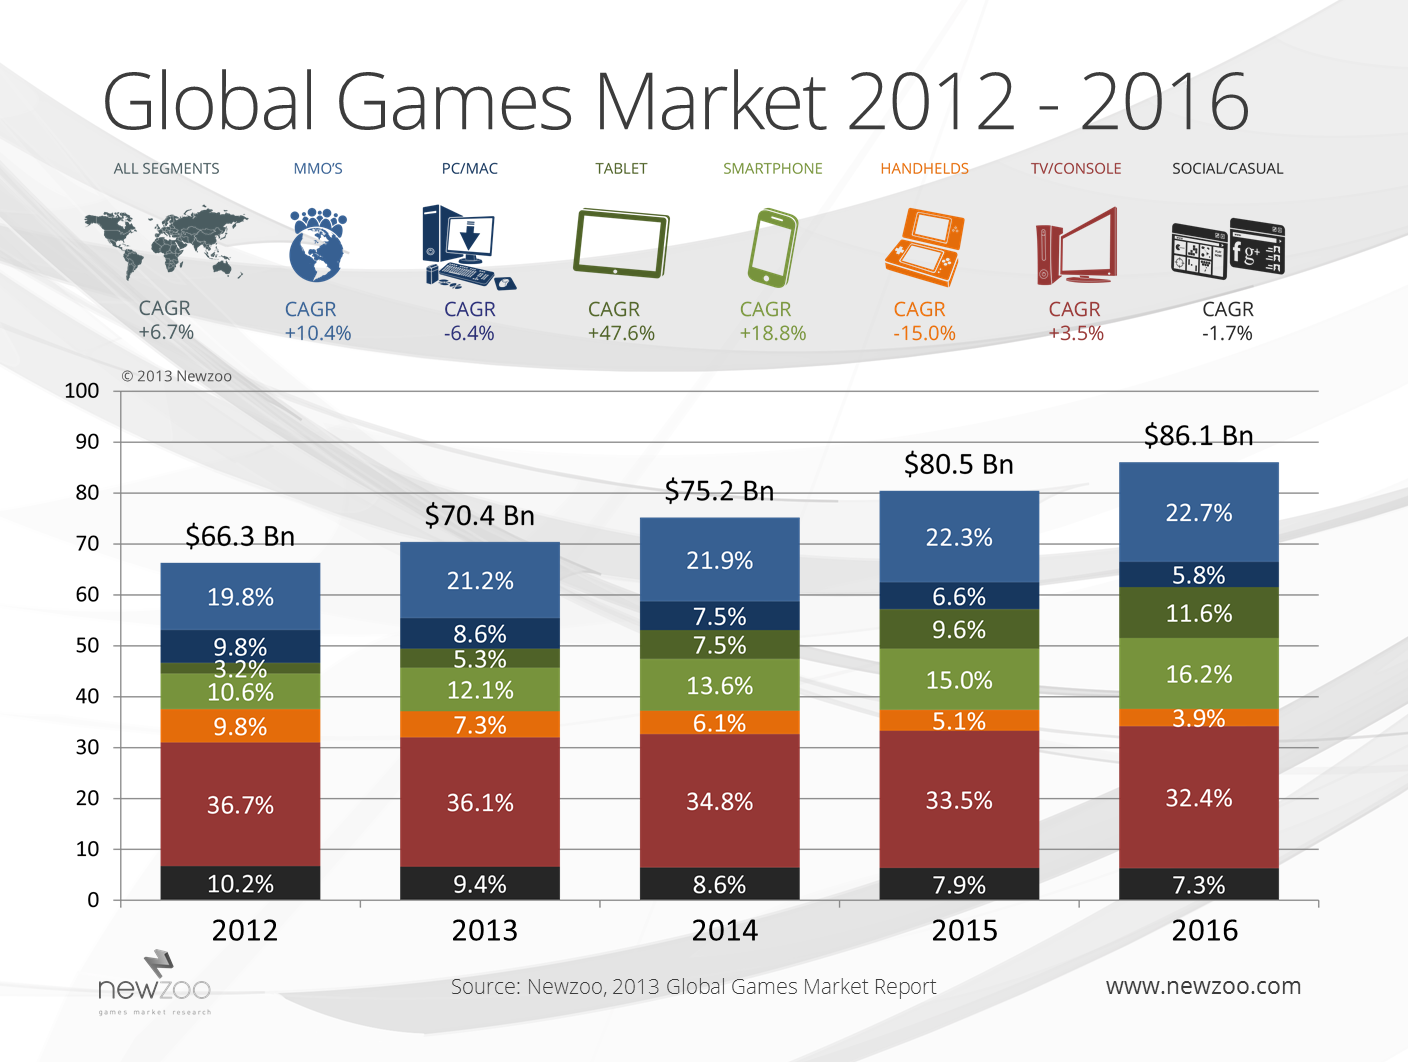 Global Games Market 2012 - 2016
ALL SEGMENTS
MMO'S
PC/MAC
TABLET
SMARTPHONE
HANDHELDS
TV/CONSOLE
SOCIAL/CASUAL
f g+
CAGR
+6.7%
CAGR
+10.4%
CAGR
-6.4%
CAGR
+47.6%
CAGR
+18.8%
CAGR
-15.0%
CAGR
+3.5%
CAGR
-1.7%
© 2013 Newzoo
100
90
80
70
60
50
40
30
20
10
0
$66.3 Bn
19.8%
9.8%
3.2%
10.6%
9.8%
36.7%
10.2%
2012
$70.4 Bn
21.2%
8.6%
5.3%
12.1%
7.3%
36.1%
9.4%
2013
$75.2 Bn
21.9%
7.5%
7.5%
13.6%
6.1%
34.8%
8.6%
2014
$80.5 Bn
22.3%
6.6%
9.6%
15.0%
5.1%
33.5%
7.9%
2015
$86.1 Bn
22.7%
5.8%
11.6%
16.2%
3.9%
32.4%
7.3%
2016
newzoo
games market research
Source: Newzoo, 2013 Global Games Market Report
www.newzoo.com